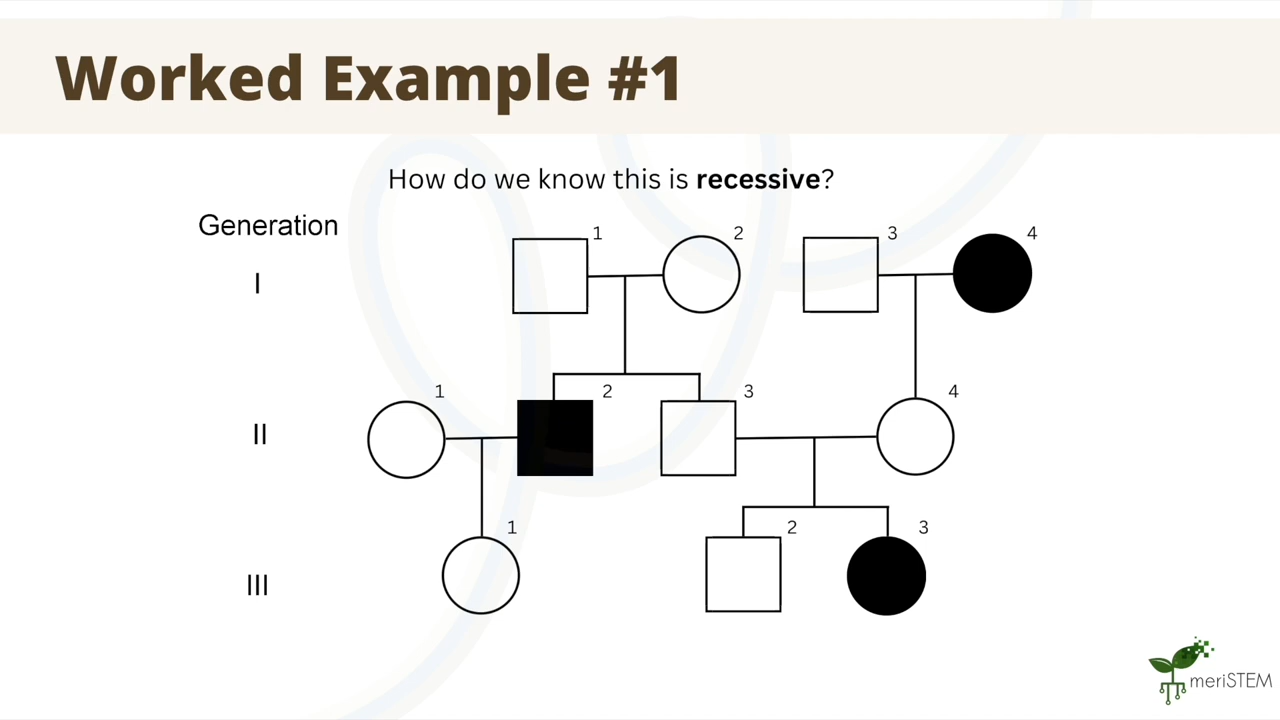 Worked Example #1
How do we know this is recessive?
Generation
1 2 3 4
I
1 2 3 4
II
1 2 3
III
meriSTEM